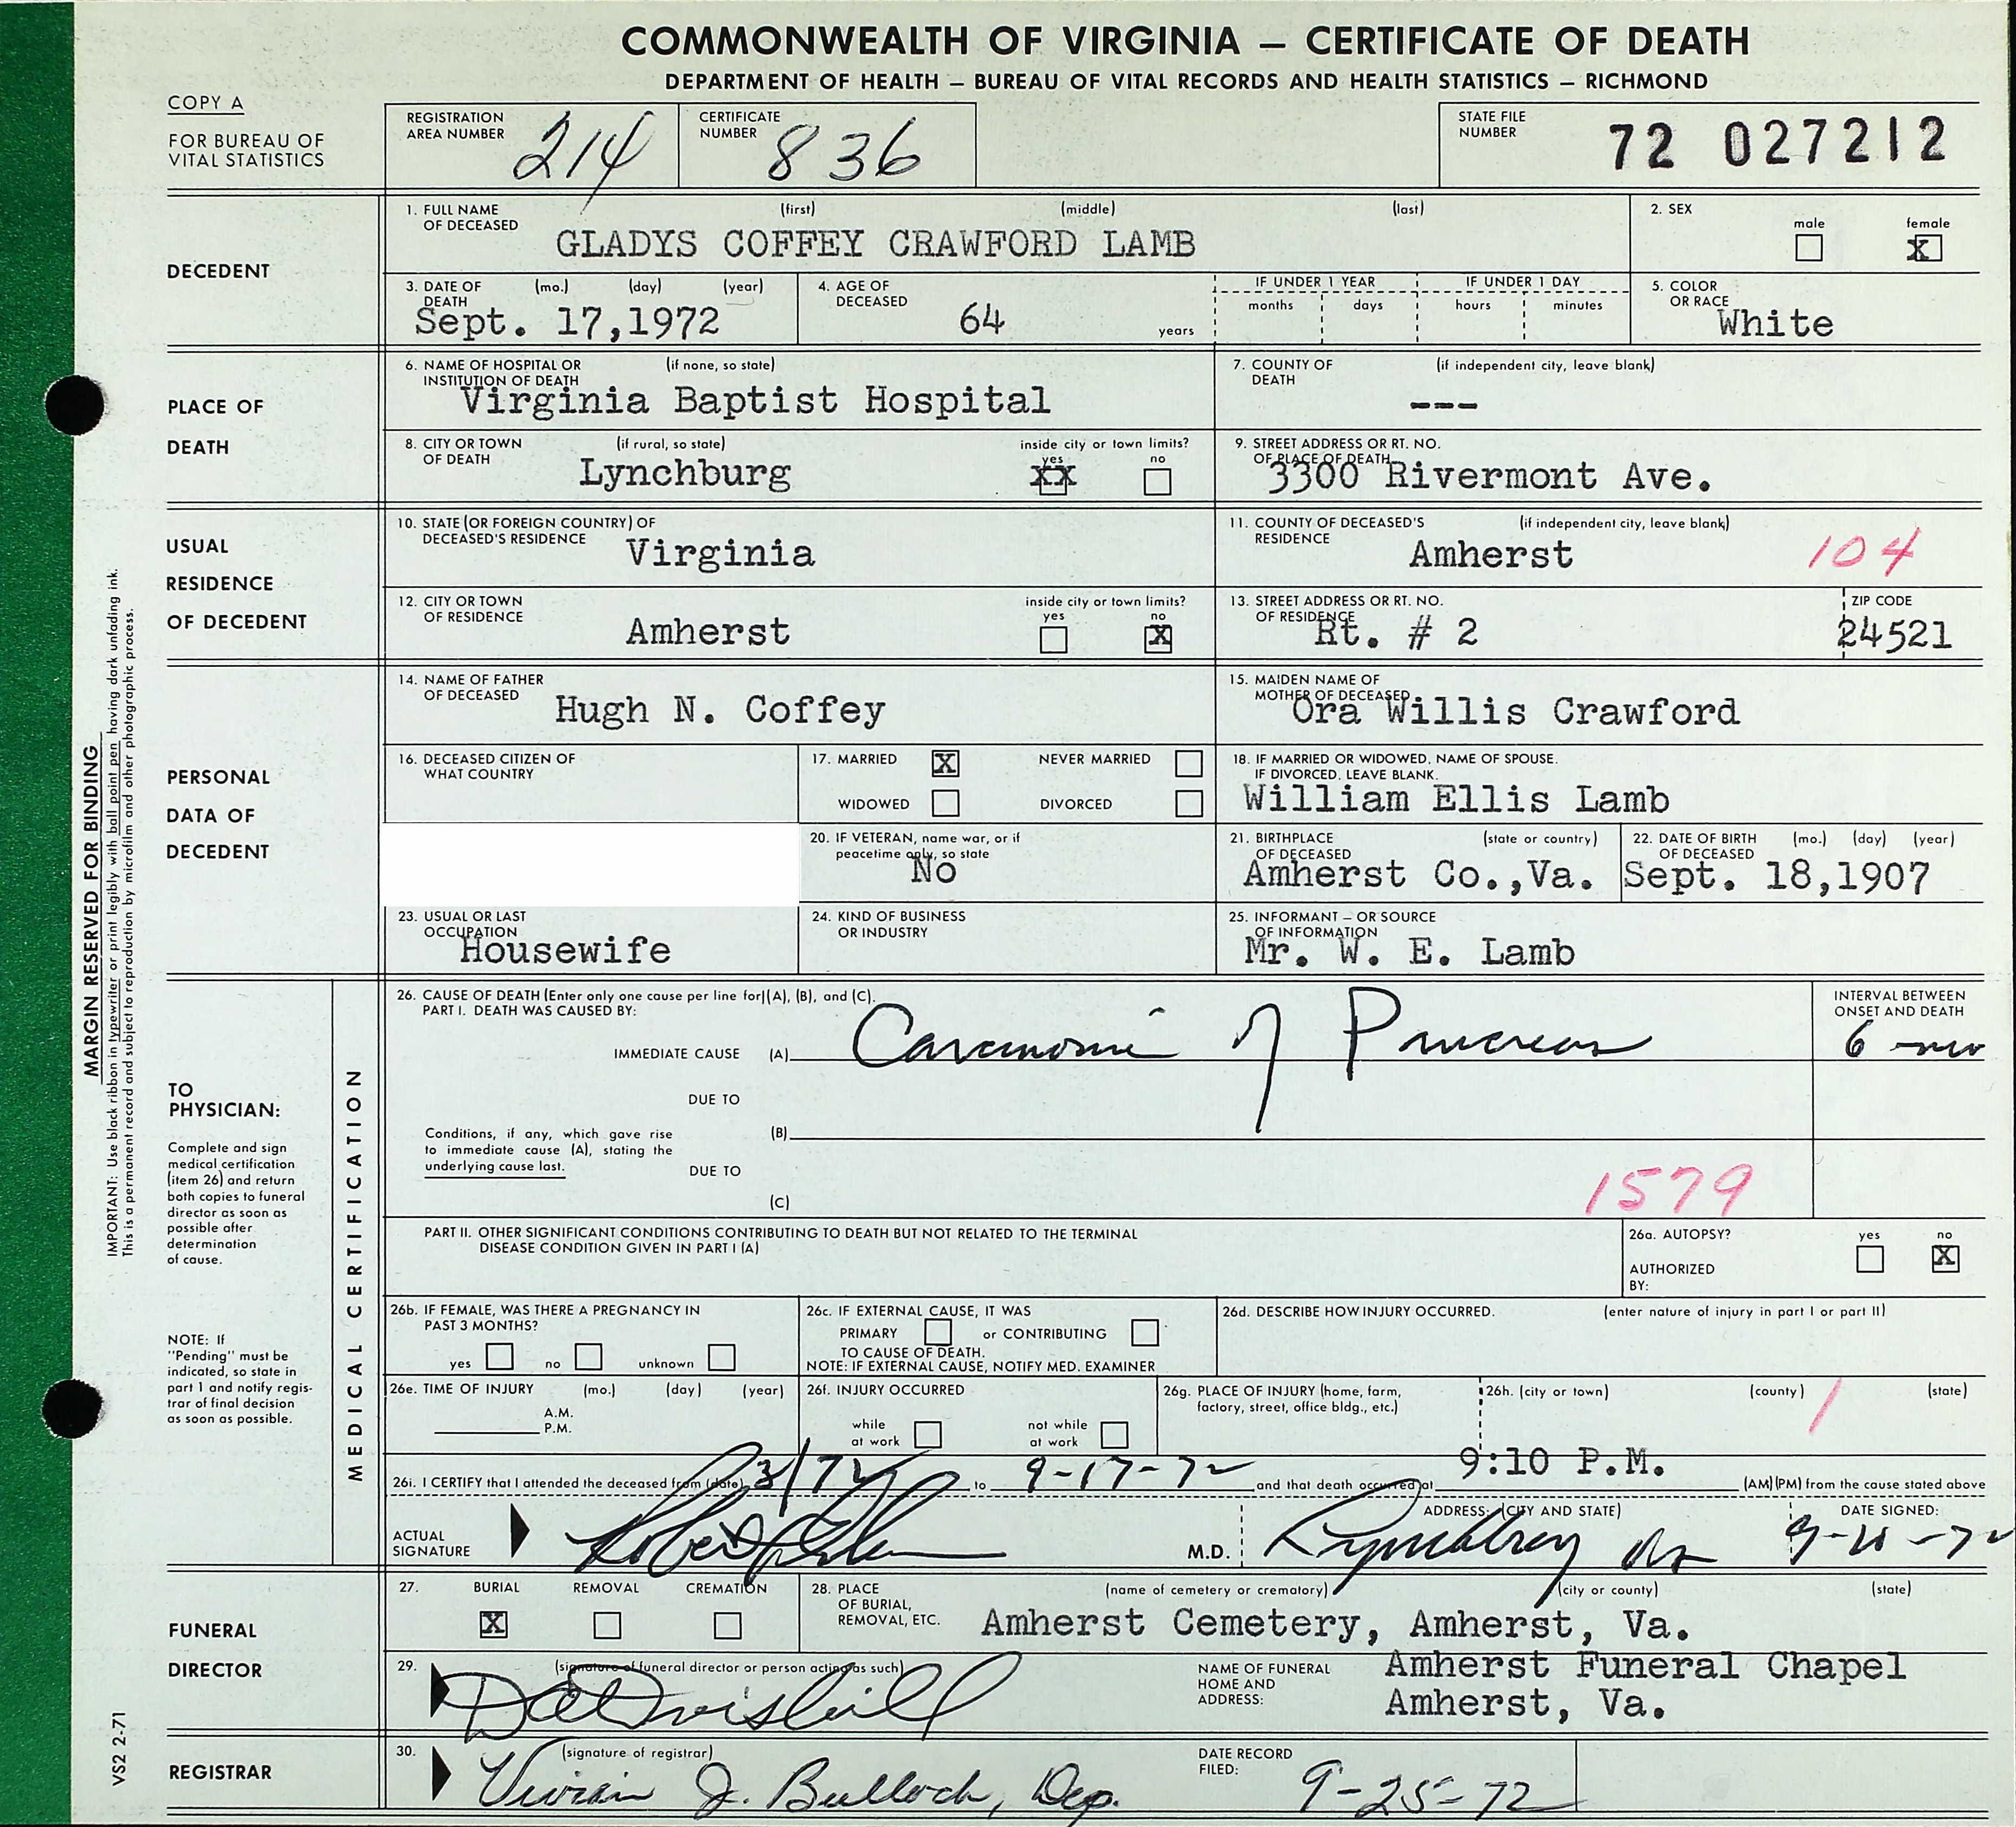 COMMONWEALTH OF VIRGINIA — CERTIFICATE OF DEATH
DEPARTMENT OF HEALTH — BUREAU OF VITAL RECORDS AND HEALTH STATISTICS — RICHMOND
COPY A
FOR BUREAU OF
VITAL STATISTICS
REGISTRATION
AREA NUMBER 214
CERTIFICATE
NUMBER 836
STATE FILE
NUMBER 72 027212
DECEDENT
1. FULL NAME (first) (middle) (last)
OF DECEASED
GLADYS COFFEY CRAWFORD LAMB
2. SEX
male female
X
3. DATE OF (mo.) (day) (year)
DEATH
Sept. 17,1972
4. AGE OF
DECEASED
64 years
IF UNDER 1 YEAR IF UNDER 1 DAY
months days hours minutes
5. COLOR
OR RACE
White
PLACE OF
DEATH
6. NAME OF HOSPITAL OR (if none, so state)
INSTITUTION OF DEATH
Virginia Baptist Hospital
7. COUNTY OF (if independent city, leave blank)
DEATH
---
8. CITY OR TOWN (if rural, so state) inside city or town limits?
OF DEATH yes no
Lynchburg XX
9. STREET ADDRESS OR RT. NO.
OF PLACE OF DEATH
3300 Rivermont Ave.
USUAL
RESIDENCE
OF DECEDENT
10. STATE (OR FOREIGN COUNTRY) OF
DECEASED'S RESIDENCE Virginia
11. COUNTY OF DECEASED'S (if independent city, leave blank)
RESIDENCE
Amherst 104
12. CITY OR TOWN inside city or town limits?
OF RESIDENCE yes no
Amherst X
13. STREET ADDRESS OR RT. NO.
OF RESIDENCE
Rt. # 2
ZIP CODE
24521
PERSONAL
DATA OF
DECEDENT
14. NAME OF FATHER
OF DECEASED Hugh N. Coffey
15. MAIDEN NAME OF
MOTHER OF DECEASED
Ora Willis Crawford
16. DECEASED CITIZEN OF
WHAT COUNTRY
17. MARRIED X NEVER MARRIED
WIDOWED DIVORCED
18. IF MARRIED OR WIDOWED, NAME OF SPOUSE.
IF DIVORCED, LEAVE BLANK.
William Ellis Lamb
20. IF VETERAN, name war, or if
peacetime only, so state
No
21. BIRTHPLACE (state or country)
OF DECEASED
Amherst Co.,Va.
22. DATE OF BIRTH (mo.) (day) (year)
OF DECEASED
Sept. 18,1907
23. USUAL OR LAST
OCCUPATION
Housewife
24. KIND OF BUSINESS
OR INDUSTRY
25. INFORMANT — OR SOURCE
OF INFORMATION
Mr. W. E. Lamb
TO
PHYSICIAN:
Complete and sign
medical certification
(item 26) and return
both copies to funeral
director as soon as
possible after
determination
of cause.
NOTE: If
"Pending" must be
indicated, so state in
part 1 and notify regis-
trar of final decision
as soon as possible.
MEDICAL CERTIFICATION
26. CAUSE OF DEATH (Enter only one cause per line for (A), (B), and (C).
PART I. DEATH WAS CAUSED BY:
INTERVAL BETWEEN
ONSET AND DEATH
IMMEDIATE CAUSE (A) Carcinoma of Pancreas 6 mo
DUE TO
Conditions, if any, which gave rise (B)
to immediate cause (A), stating the
underlying cause last. DUE TO
(C)
1579
PART II. OTHER SIGNIFICANT CONDITIONS CONTRIBUTING TO DEATH BUT NOT RELATED TO THE TERMINAL
DISEASE CONDITION GIVEN IN PART I (A)
26a. AUTOPSY? yes no
X
AUTHORIZED
BY:
26b. IF FEMALE, WAS THERE A PREGNANCY IN
PAST 3 MONTHS?
yes no unknown
26c. IF EXTERNAL CAUSE, IT WAS
PRIMARY or CONTRIBUTING
TO CAUSE OF DEATH.
NOTE: IF EXTERNAL CAUSE, NOTIFY MED. EXAMINER
26d. DESCRIBE HOW INJURY OCCURRED. (enter nature of injury in part I or part II)
26e. TIME OF INJURY (mo.) (day) (year)
A.M.
P.M.
26f. INJURY OCCURRED
while not while
at work at work
26g. PLACE OF INJURY (home, farm,
factory, street, office bldg., etc.)
26h. (city or town) (county) (state)
1
26i. I CERTIFY that I attended the deceased from (date) 3/72 to 9-17-72 and that death occurred at 9:10 P.M. (AM) (PM) from the cause stated above
ACTUAL
SIGNATURE Robert M.D.
ADDRESS: (CITY AND STATE)
Lynchburg Va
DATE SIGNED:
FUNERAL
DIRECTOR
27. BURIAL REMOVAL CREMATION
X
28. PLACE (name of cemetery or crematory) (city or county) (state)
OF BURIAL,
REMOVAL, ETC. Amherst Cemetery, Amherst, Va.
29. (signature of funeral director or person acting as such)
NAME OF FUNERAL
HOME AND
ADDRESS:
Amherst Funeral Chapel
Amherst, Va.
REGISTRAR
30. (signature of registrar)
Vivian J. Bulloch, Dep.
DATE RECORD
FILED: 9-25-72
MARGIN RESERVED FOR BINDING
IMPORTANT: Use black ribbon in typewriter or print legibly with ball point pen having dark unfading ink.
This is a permanent record and subject to reproduction by microfilm and other photographic process.
VS2 2-71